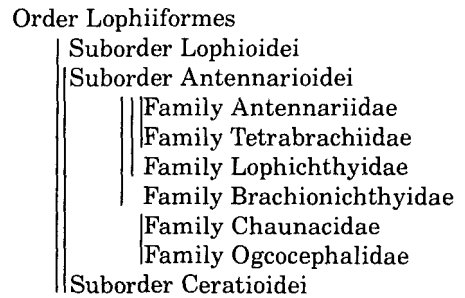 Order Lophiiformes
Suborder Lophioidei
Suborder Antennarioidei
Family Antennariidae
Family Tetrabrachiidae
Family Lophichthyidae
Family Brachionichthyidae
Family Chaunacidae
Family Ogcocephalidae
Suborder Ceratioidei